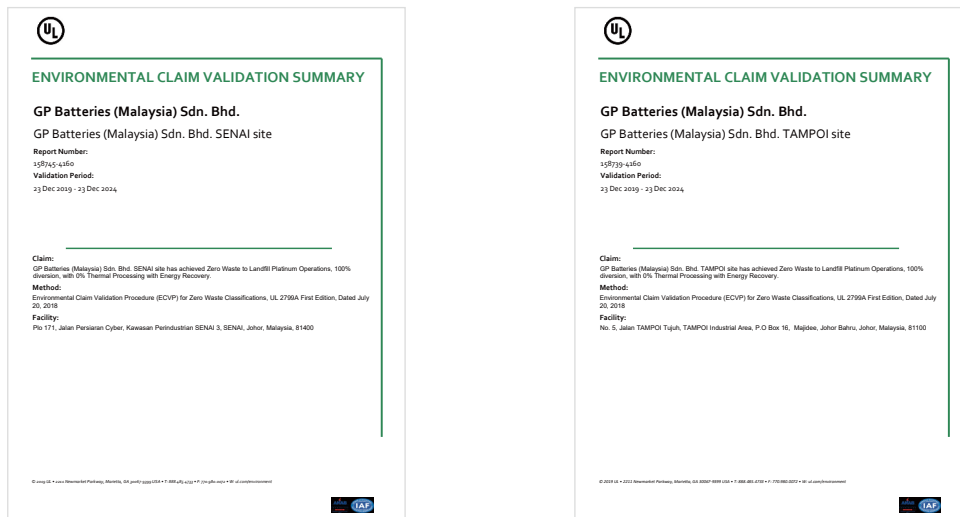 UL
ENVIRONMENTAL CLAIM VALIDATION SUMMARY
GP Batteries (Malaysia) Sdn. Bhd.
GP Batteries (Malaysia) Sdn. Bhd. SENAI site
Report Number:
158745-4160
Validation Period:
23 Dec 2019 - 23 Dec 2024
Claim:
GP Batteries (Malaysia) Sdn. Bhd. SENAI site has achieved Zero Waste to Landfill Platinum Operations, 100%
diversion, with 0% Thermal Processing with Energy Recovery.
Method:
Environmental Claim Validation Procedure (ECVP) for Zero Waste Classifications, UL 2799A First Edition, Dated July
20, 2018
Facility:
Plo 171, Jalan Persiaran Cyber, Kawasan Perindustrian SENAI 3, SENAI, Johor, Malaysia, 81400
IAF
UL
ENVIRONMENTAL CLAIM VALIDATION SUMMARY
GP Batteries (Malaysia) Sdn. Bhd.
GP Batteries (Malaysia) Sdn. Bhd. TAMPOI site
Report Number:
158739-4160
Validation Period:
23 Dec 2019 - 23 Dec 2024
Claim:
GP Batteries (Malaysia) Sdn. Bhd. TAMPOI site has achieved Zero Waste to Landfill Platinum Operations, 100%
diversion, with 0% Thermal Processing with Energy Recovery.
Method:
Environmental Claim Validation Procedure (ECVP) for Zero Waste Classifications, UL 2799A First Edition, Dated July
20, 2018
Facility:
No. 5, Jalan TAMPOI Tujuh, TAMPOI Industrial Area, P.O Box 16, Majidee, Johor Bahru, Johor, Malaysia, 81100
IAF